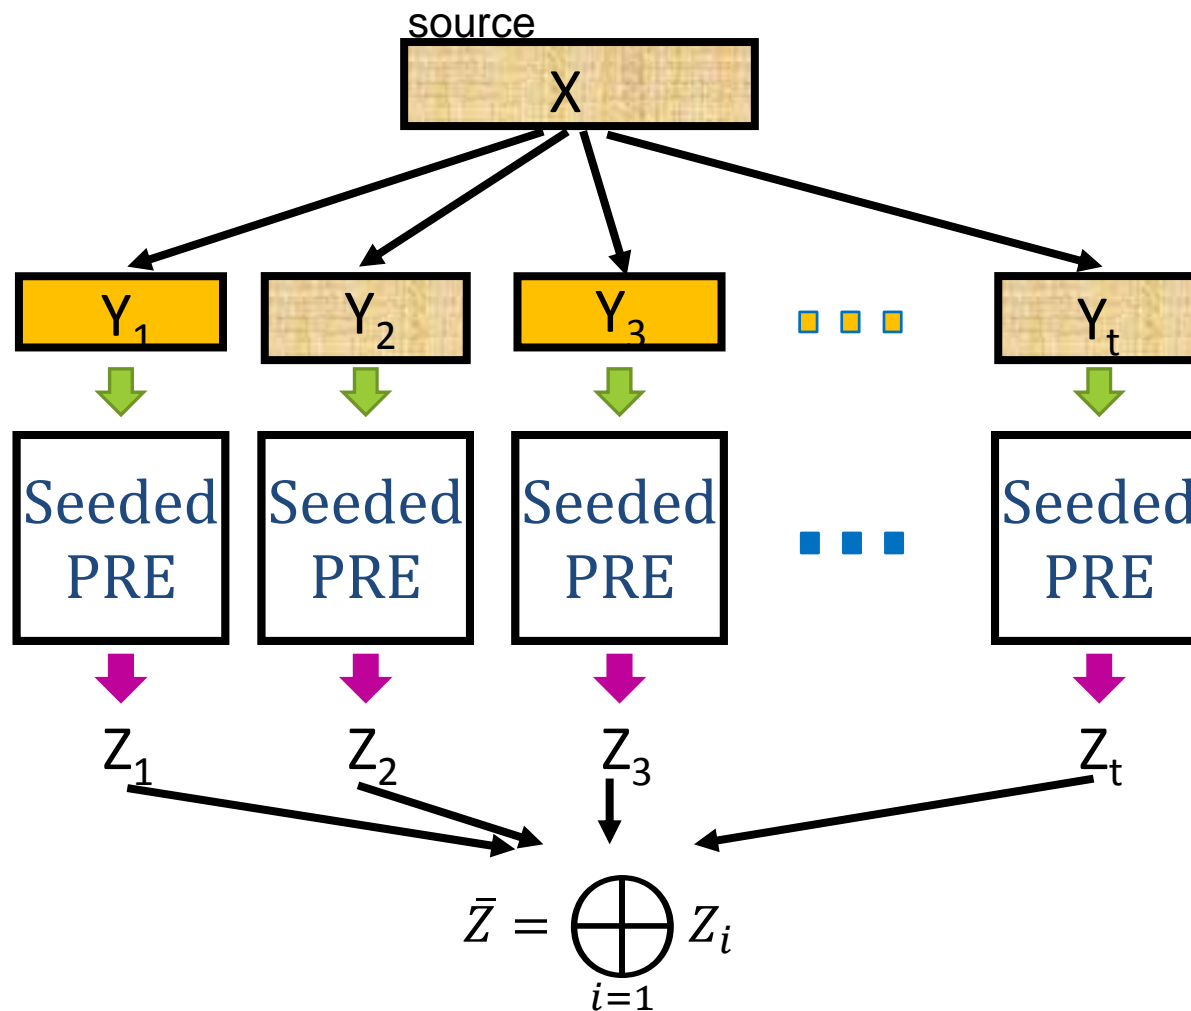 source
X
Y₁ Y₂ Y₃ Yₜ
Seeded PRE Seeded PRE Seeded PRE Seeded PRE
Z₁ Z₂ Z₃ Zₜ
Z̄ = ⨁ Zᵢ
i=1